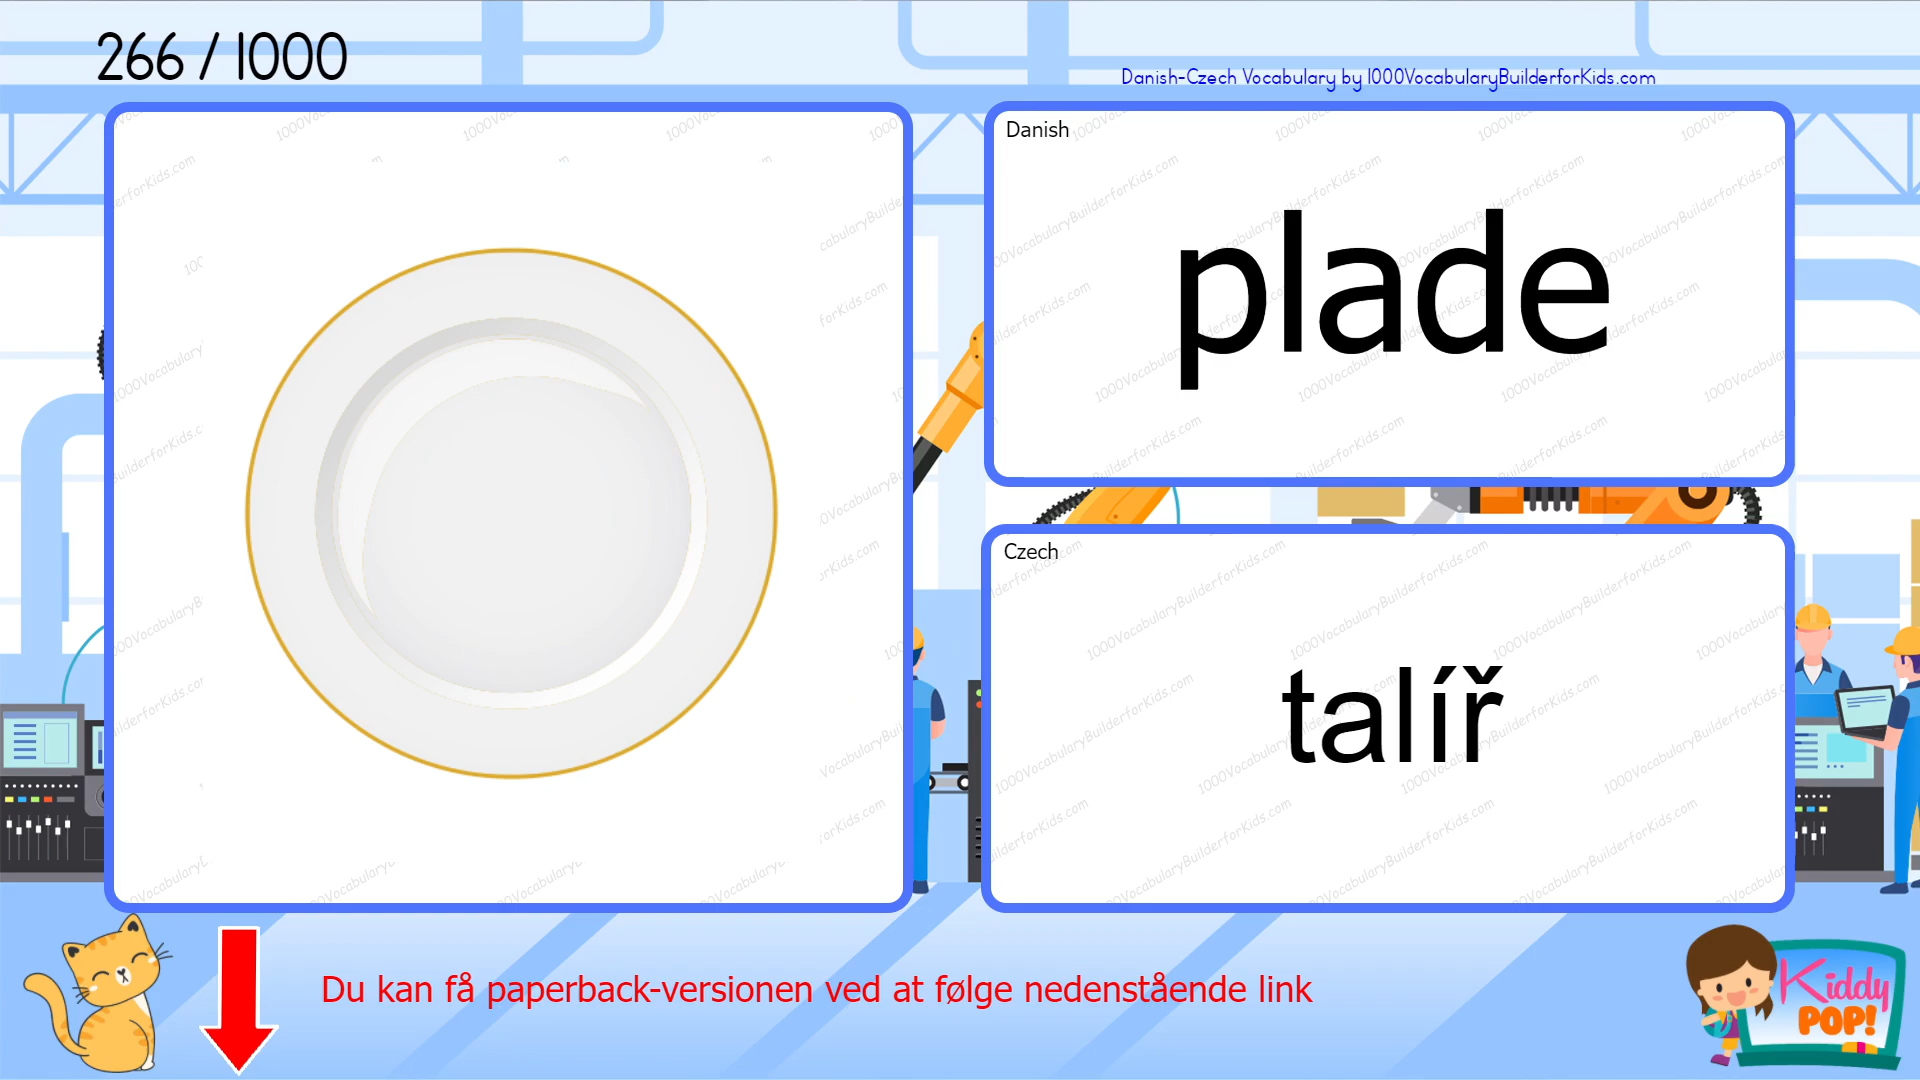 266 / 1000
Danish-Czech Vocabulary by 1000VocabularyBuilderforKids.com
Danish
plade
Czech
talíř
Du kan få paperback-versionen ved at følge nedenstående link
Kiddy
POP!